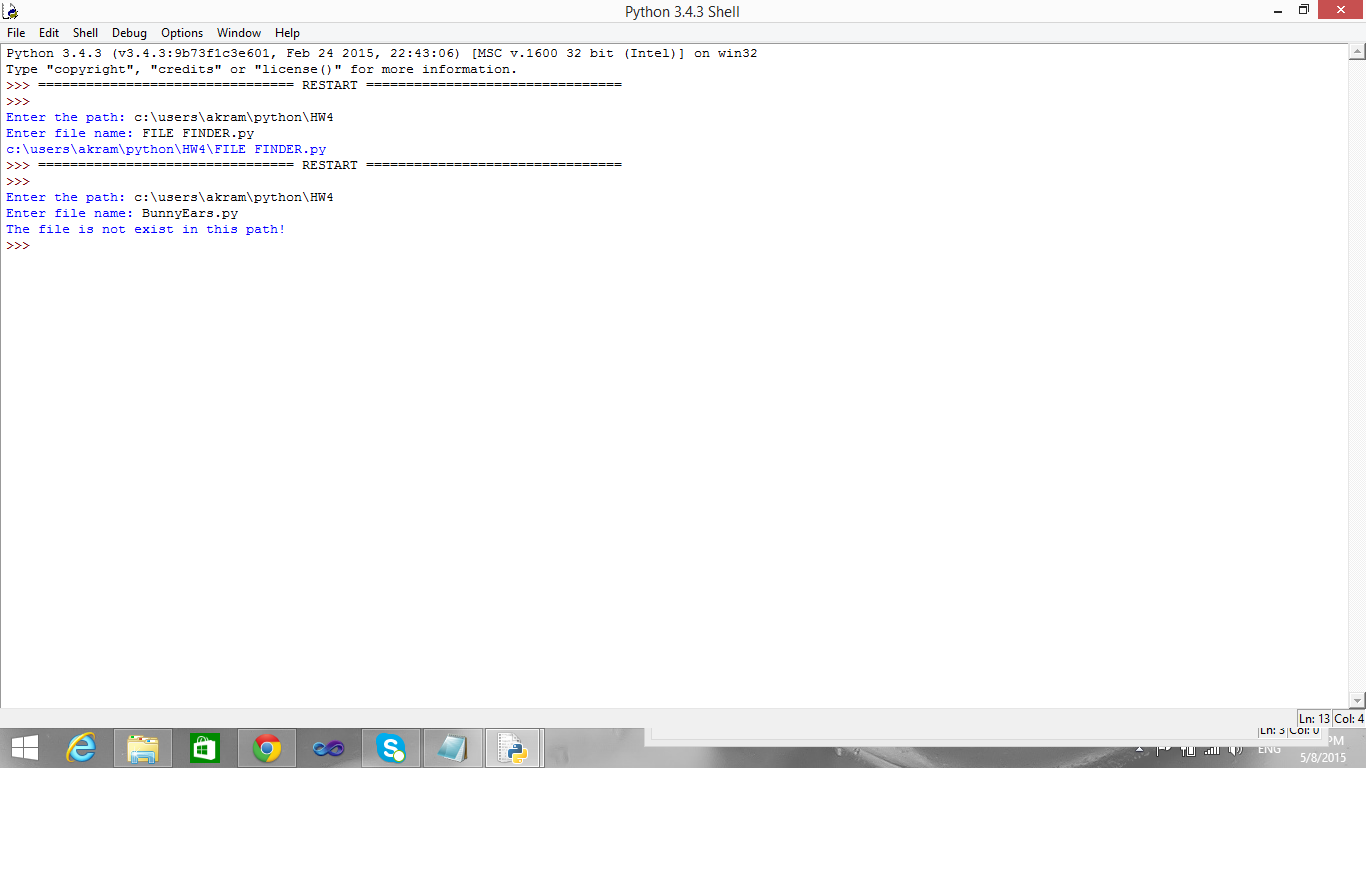 Python 3.4.3 Shell
File Edit Shell Debug Options Window Help
Python 3.4.3 (v3.4.3:9b73f1c3e601, Feb 24 2015, 22:43:06) [MSC v.1600 32 bit (Intel)] on win32
Type "copyright", "credits" or "license()" for more information.
>>> ================================ RESTART ================================
>>>
Enter the path: c:\users\akram\python\HW4
Enter file name: FILE FINDER.py
c:\users\akram\python\HW4\FILE FINDER.py
>>> ================================ RESTART ================================
>>>
Enter the path: c:\users\akram\python\HW4
Enter file name: BunnyEars.py
The file is not exist in this path!
>>>
Ln: 13 Col: 4
Ln: 3 Col: 0
PM
ENG
5/8/2015